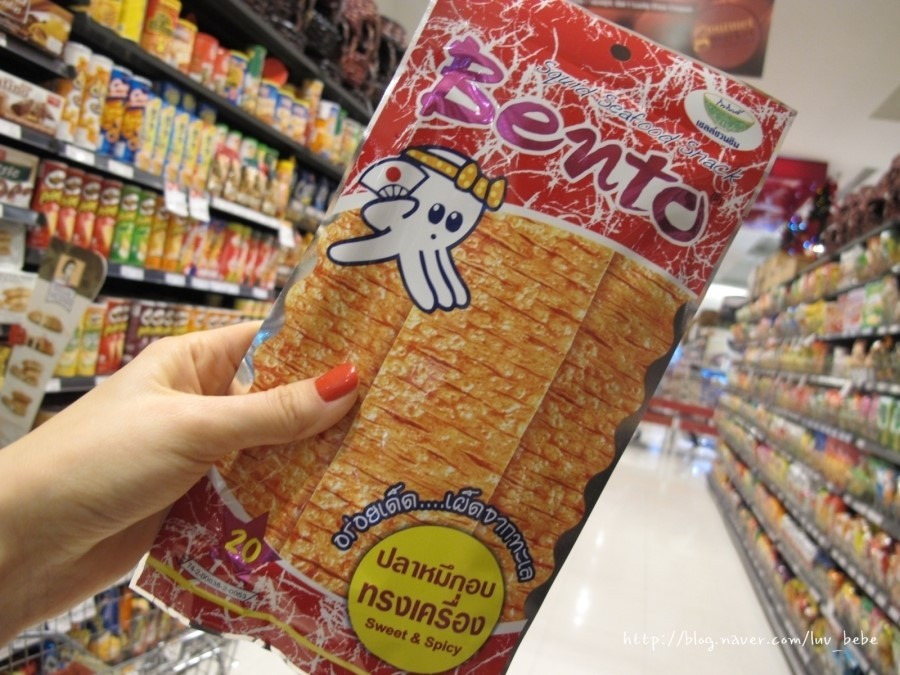 gourmet
Squid Seafood Snack
Bento
20
อร่อยเด็ด....เผ็ดจากทะเล
ปลาหมึกอบ
ทรงเครื่อง
Sweet & Spicy
http://blog.naver.com/luv_bebe